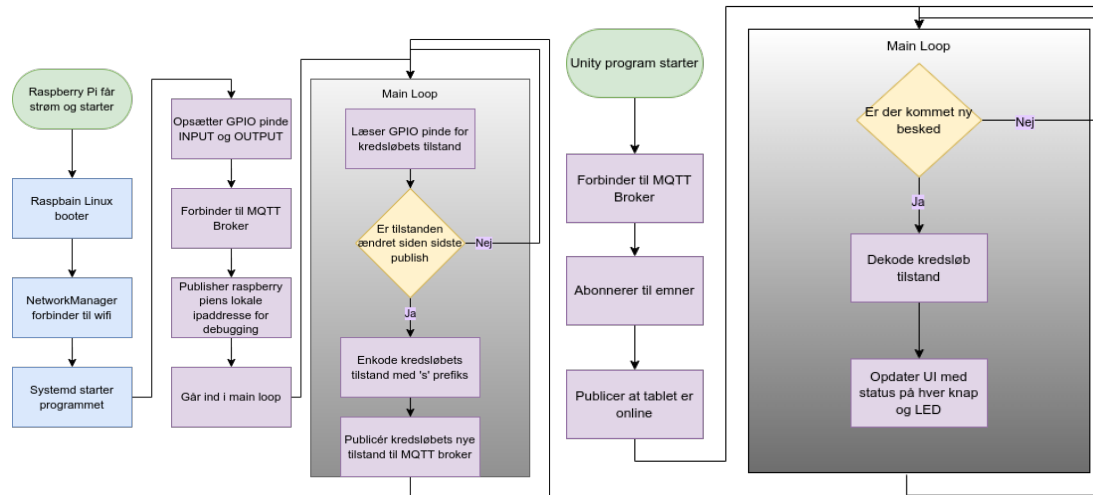 Raspberry Pi får
strøm og starter
Raspbain Linux
booter
NetworkManager
forbinder til wifi
Systemd starter
programmet
Opsætter GPIO pinde
INPUT og OUTPUT
Forbinder til MQTT
Broker
Publisher raspberry
piens lokale
ipaddresse for
debugging
Går ind i main loop
Main Loop
Læser GPIO pinde for
kredsløbets tilstand
Er tilstanden
ændret siden sidste
publish
Nej
Ja
Enkode kredsløbets
tilstand med 's' prefiks
Publicér kredsløbets nye
tilstand til MQTT broker
Unity program starter
Forbinder til MQTT
Broker
Abonnerer til emner
Publicer at tablet er
online
Main Loop
Er der kommet ny
besked
Nej
Ja
Dekode kredsløb
tilstand
Opdater UI med
status på hver knap
og LED